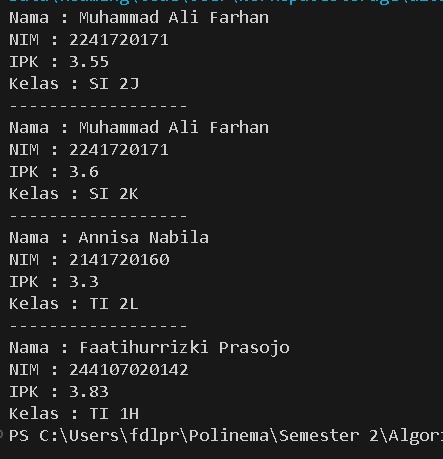 Nama : Muhammad Ali Farhan
NIM : 2241720171
IPK : 3.55
Kelas : SI 2J
------------------
Nama : Muhammad Ali Farhan
NIM : 2241720171
IPK : 3.6
Kelas : SI 2K
------------------
Nama : Annisa Nabila
NIM : 2141720160
IPK : 3.3
Kelas : TI 2L
------------------
Nama : Faatihurrizki Prasojo
NIM : 244107020142
IPK : 3.83
Kelas : TI 1H
PS C:\Users\fdlpr\Polinema\Semester 2\Algori